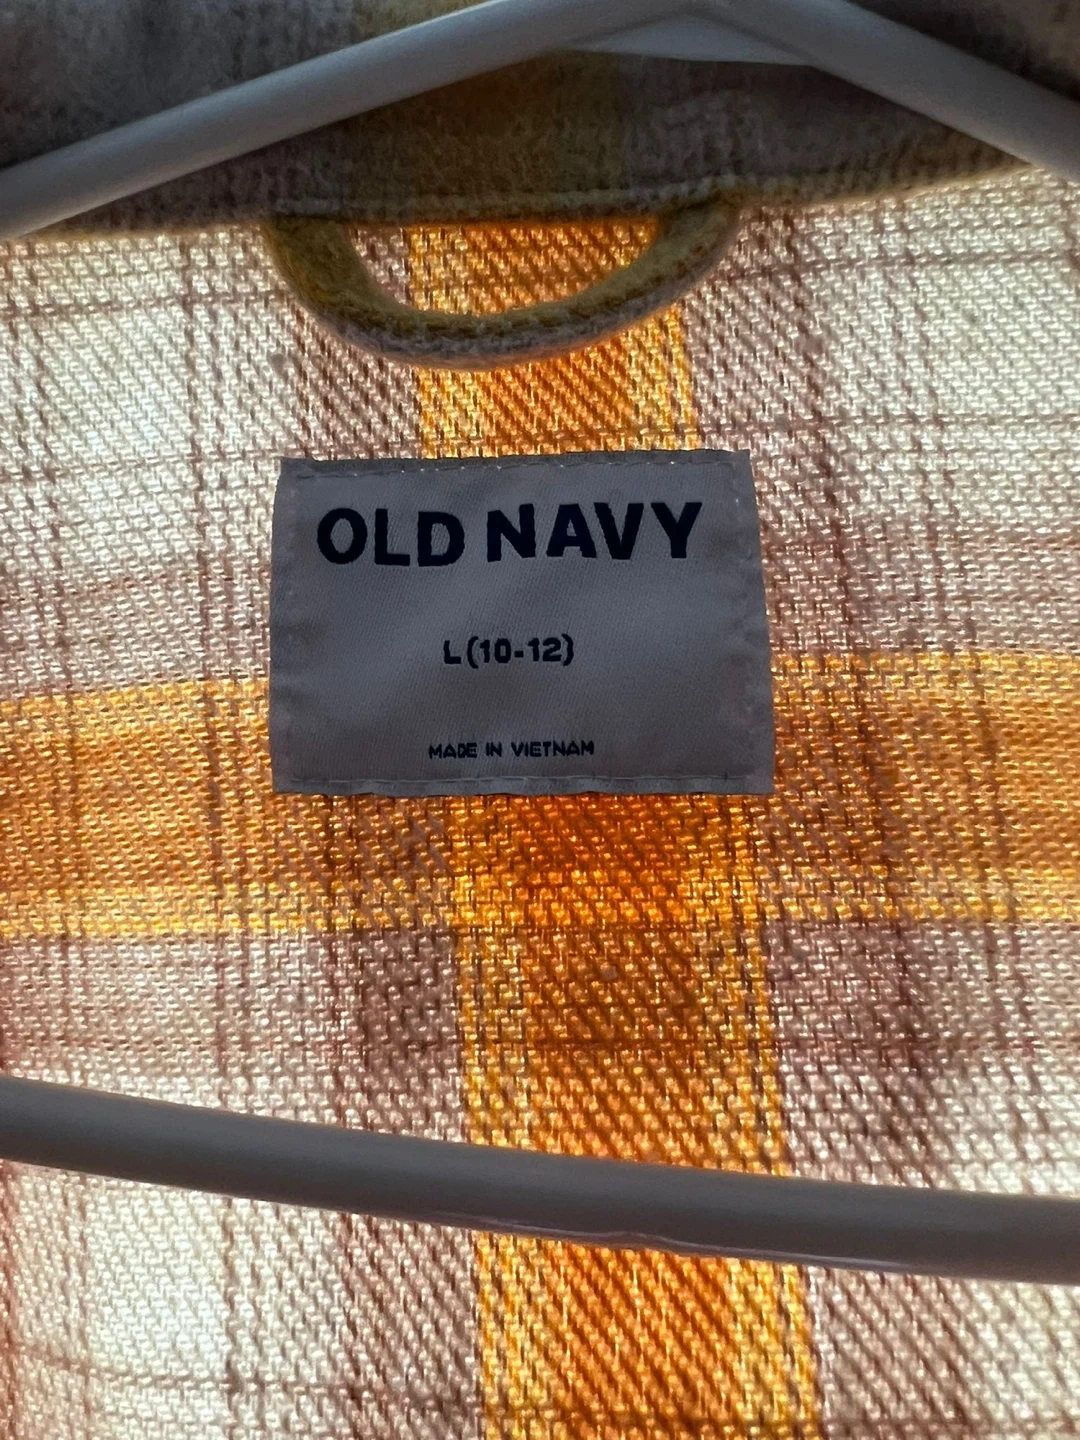 OLD NAVY
L(10-12)
MADE IN VIETNAM